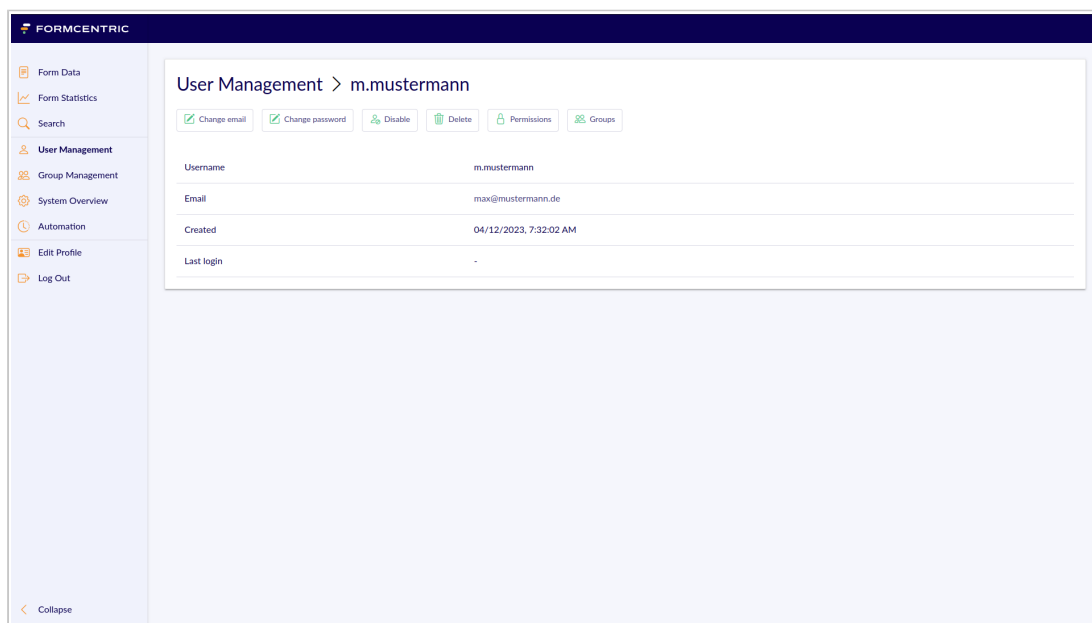 FORMCENTRIC
Form Data
Form Statistics
Search
User Management
Group Management
System Overview
Automation
Edit Profile
Log Out
Collapse
User Management > m.mustermann
Change email Change password Disable Delete Permissions Groups
Username m.mustermann
Email max@mustermann.de
Created 04/12/2023, 7:32:02 AM
Last login -